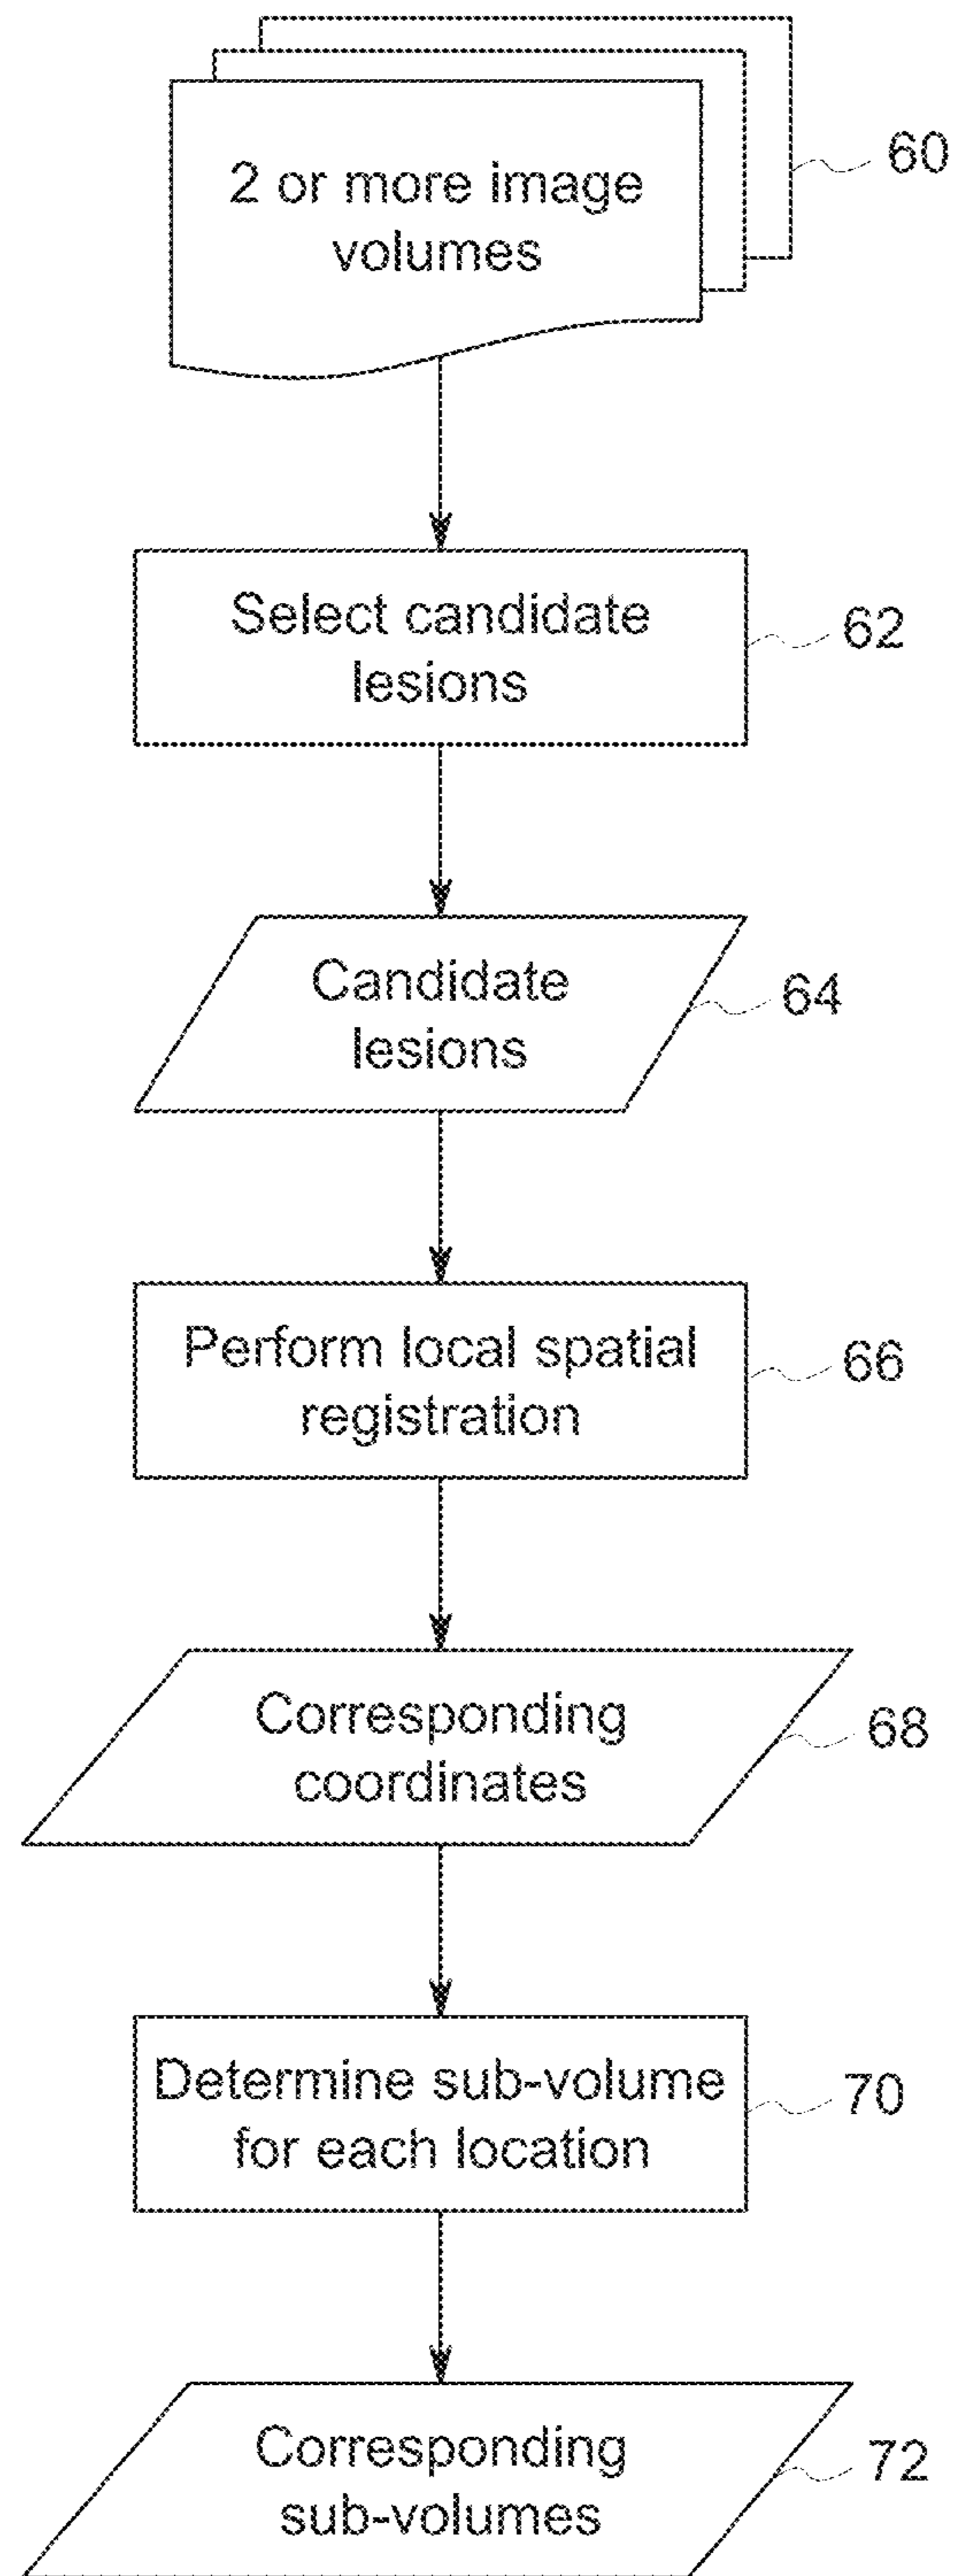 2 or more image
volumes
60
Select candidate
lesions
62
Candidate
lesions
64
Perform local spatial
registration
66
Corresponding
coordinates
68
Determine sub-volume
for each location
70
Corresponding
sub-volumes
72